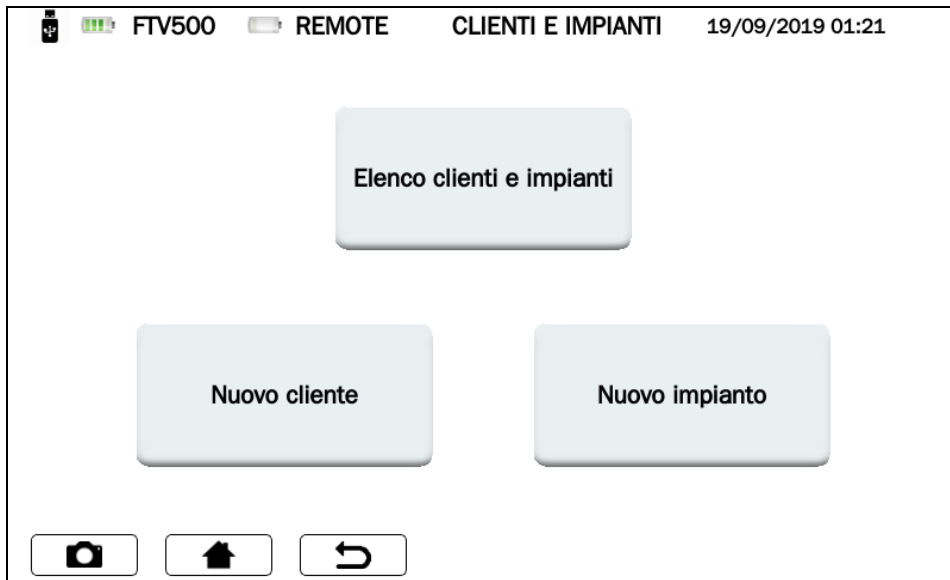 FTV500 REMOTE CLIENTI E IMPIANTI 19/09/2019 01:21
Elenco clienti e impianti
Nuovo cliente Nuovo impianto